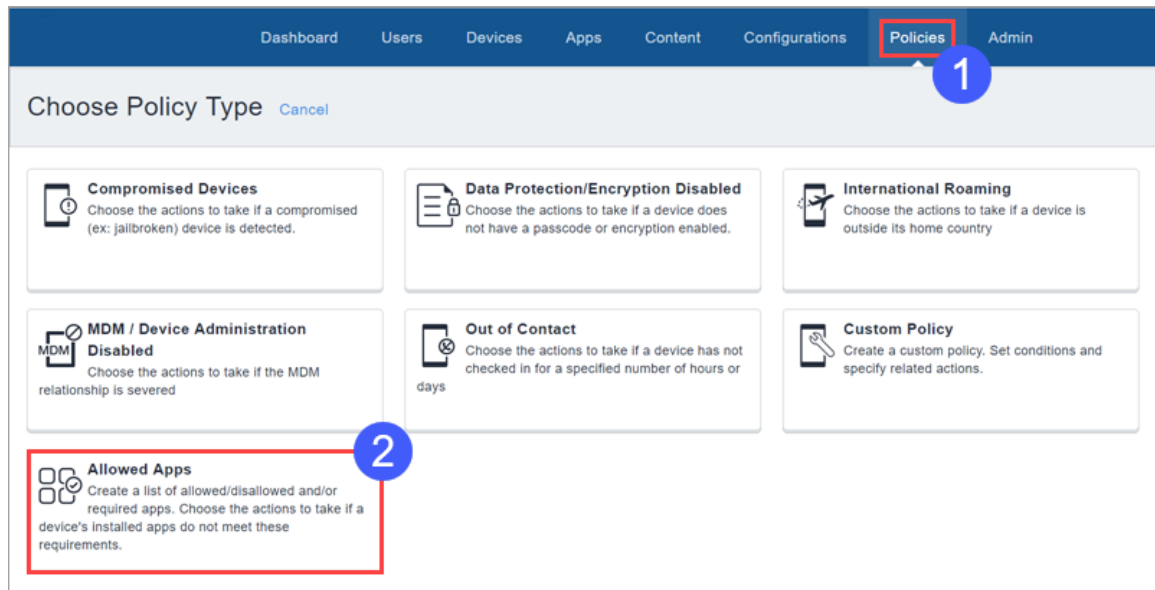 Dashboard Users Devices Apps Content Configurations Policies Admin
1
Choose Policy Type Cancel
Compromised Devices
Choose the actions to take if a compromised
(ex: jailbroken) device is detected.
Data Protection/Encryption Disabled
Choose the actions to take if a device does
not have a passcode or encryption enabled.
International Roaming
Choose the actions to take if a device is
outside its home country
MDM
MDM / Device Administration
Disabled
Choose the actions to take if the MDM
relationship is severed
Out of Contact
Choose the actions to take if a device has not
checked in for a specified number of hours or
days
Custom Policy
Create a custom policy. Set conditions and
specify related actions.
2
Allowed Apps
Create a list of allowed/disallowed and/or
required apps. Choose the actions to take if a
device's installed apps do not meet these
requirements.